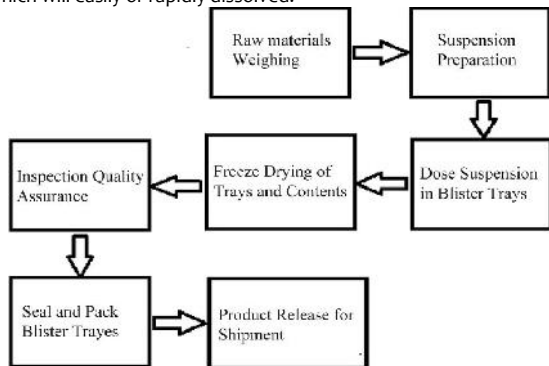 which will easily or rapidly dissolved.
Raw materials
Weighing
Suspension
Preparation
Dose Suspension
in Blister Trays
Freeze Drying of
Trays and Contents
Inspection Quality
Assurance
Seal and Pack
Blister Trayes
Product Release for
Shipment